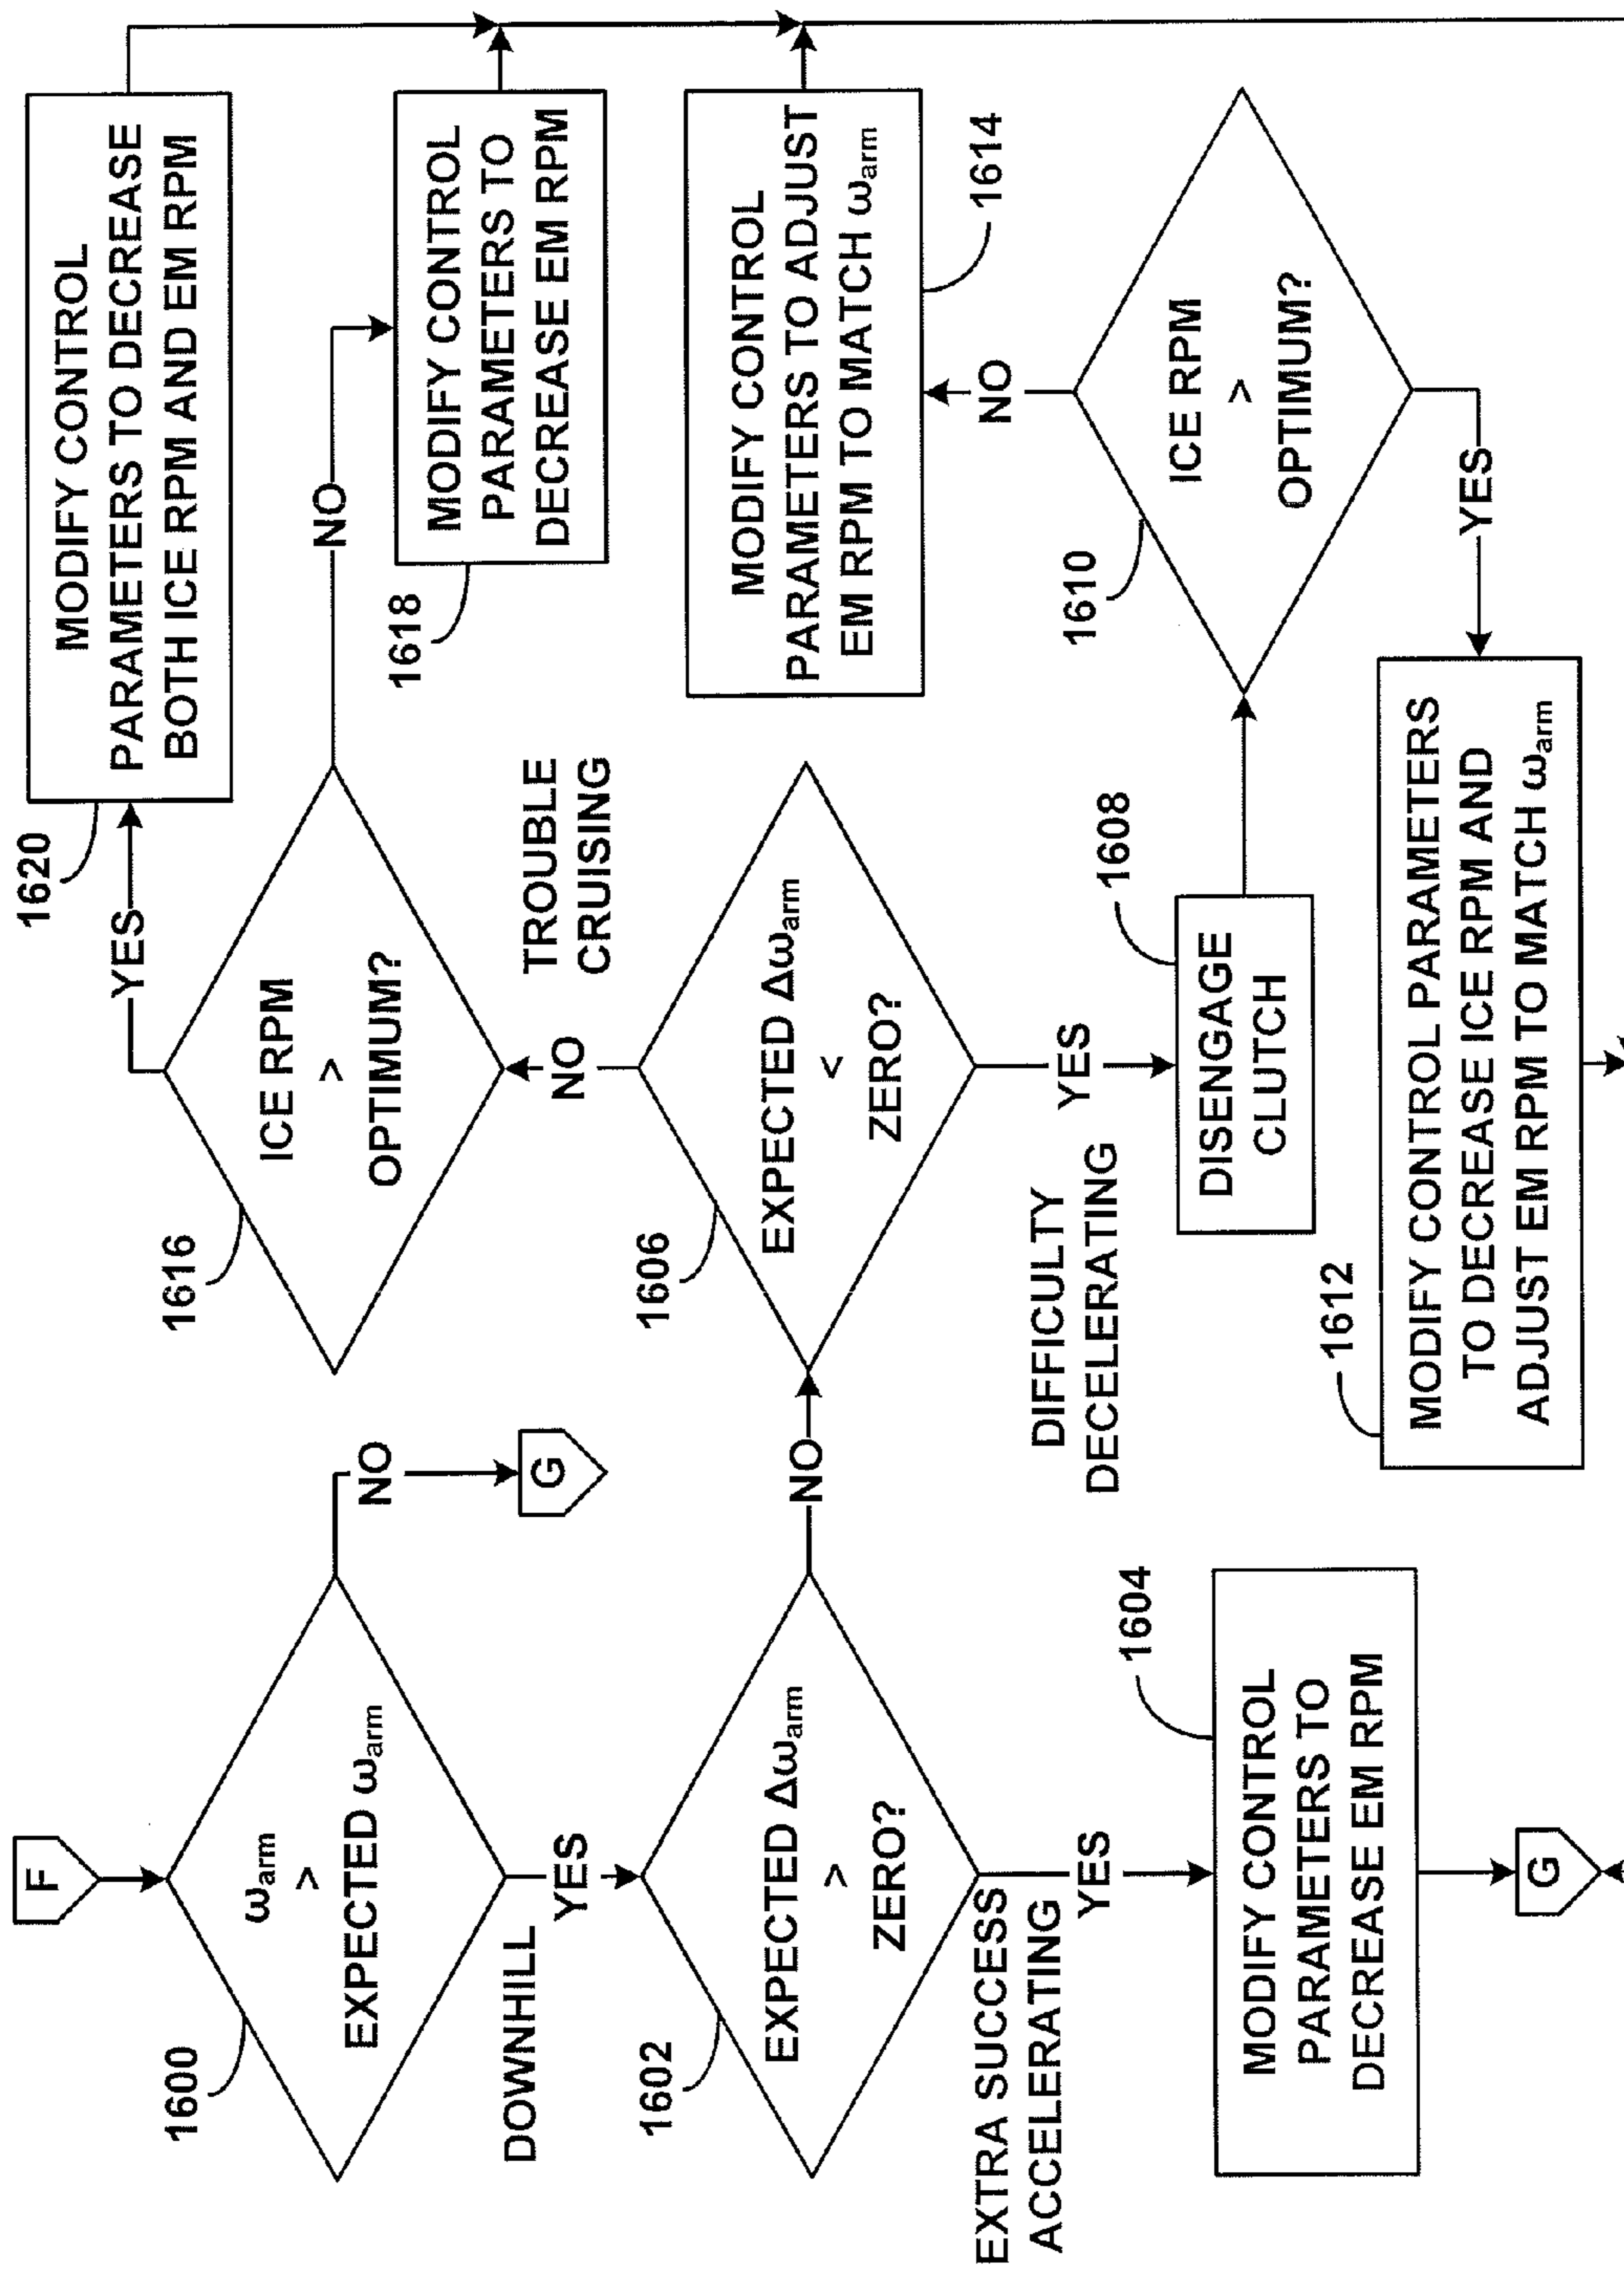 F
1600
ωarm
>
EXPECTED ωarm
NO
G
DOWNHILL
YES
1602
EXPECTED Δωarm
>
ZERO?
NO
EXTRA SUCCESS
ACCELERATING
YES
1604
MODIFY CONTROL
PARAMETERS TO
DECREASE EM RPM
G
1606
EXPECTED Δωarm
<
ZERO?
NO
TROUBLE
CRUISING
YES
DIFFICULTY
DECELERATING
1608
DISENGAGE
CLUTCH
1610
ICE RPM
>
OPTIMUM?
YES
NO
1612
MODIFY CONTROL PARAMETERS
TO DECREASE ICE RPM AND
ADJUST EM RPM TO MATCH ωarm
1614
MODIFY CONTROL
PARAMETERS TO ADJUST
EM RPM TO MATCH ωarm
1616
ICE RPM
>
OPTIMUM?
YES
NO
1618
MODIFY CONTROL
PARAMETERS TO
DECREASE EM RPM
1620
MODIFY CONTROL
PARAMETERS TO DECREASE
BOTH ICE RPM AND EM RPM